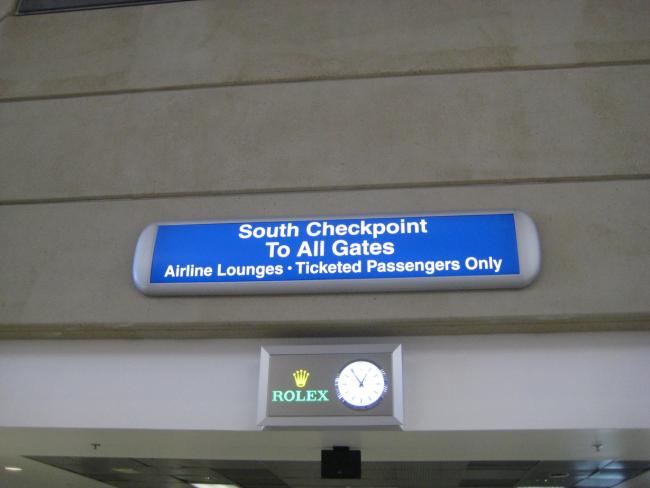 South Checkpoint
To All Gates
Airline Lounges • Ticketed Passengers Only
ROLEX